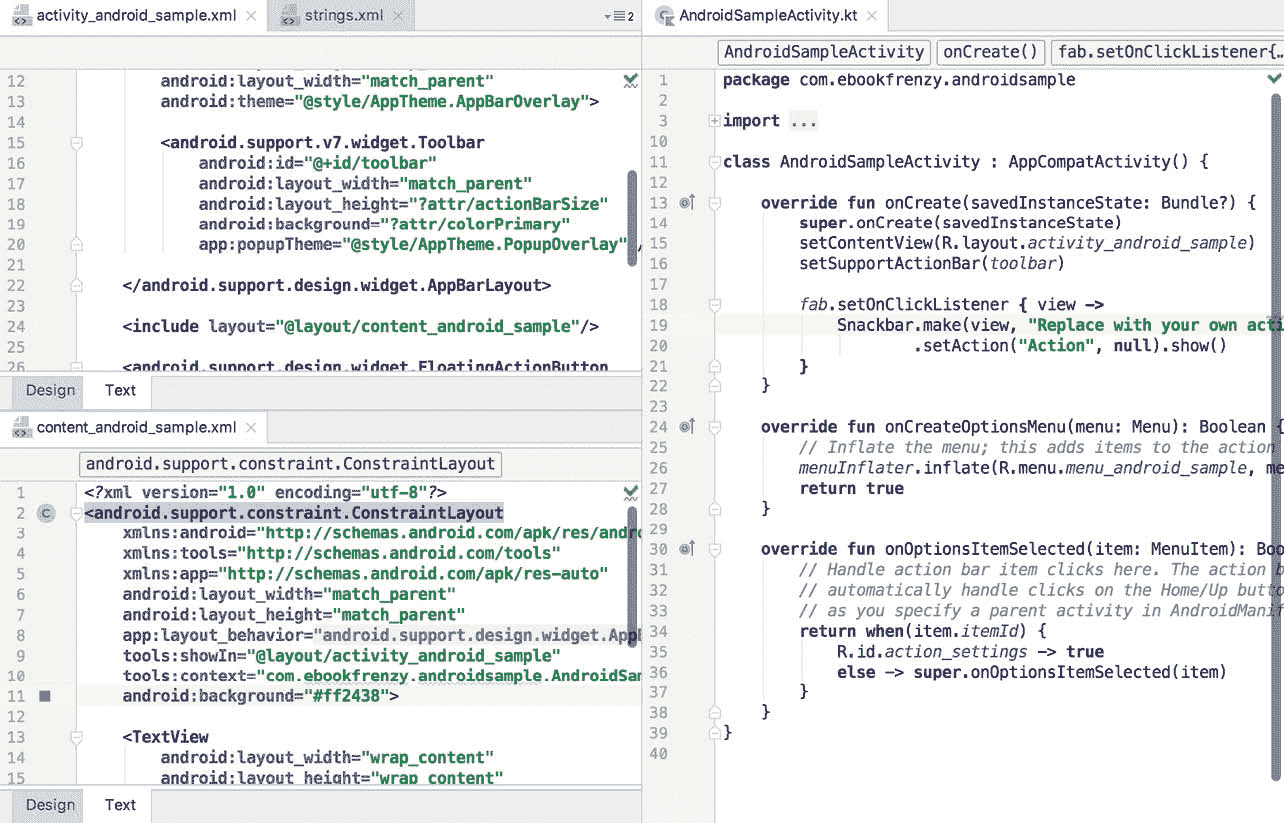 activity_android_sample.xml
strings.xml
2
12 android:layout_width="match_parent"
13 android:theme="@style/AppTheme.AppBarOverlay">
14
15 <android.support.v7.widget.Toolbar
16 android:id="@+id/toolbar"
17 android:layout_width="match_parent"
18 android:layout_height="?attr/actionBarSize"
19 android:background="?attr/colorPrimary"
20 app:popupTheme="@style/AppTheme.PopupOverlay" /
21
22 </android.support.design.widget.AppBarLayout>
23
24 <include layout="@layout/content_android_sample"/>
25
26 <android.support.design.widget.FloatingActionButton
Design Text
content_android_sample.xml
android.support.constraint.ConstraintLayout
1 <?xml version="1.0" encoding="utf-8"?>
2 C <android.support.constraint.ConstraintLayout
3 xmlns:android="http://schemas.android.com/apk/res/andro
4 xmlns:tools="http://schemas.android.com/tools"
5 xmlns:app="http://schemas.android.com/apk/res-auto"
6 android:layout_width="match_parent"
7 android:layout_height="match_parent"
8 app:layout_behavior="android.support.design.widget.App
9 tools:showIn="@layout/activity_android_sample"
10 tools:context="com.ebookfrenzy.androidsample.AndroidSam
11 android:background="#ff2438">
12
13 <TextView
14 android:layout_width="wrap_content"
15 android:layout_height="wrap_content"
Design Text
AndroidSampleActivity.kt
AndroidSampleActivity onCreate() fab.setOnClickListener{…
1 package com.ebookfrenzy.androidsample
2
3 import ...
10
11 class AndroidSampleActivity : AppCompatActivity() {
12
13 override fun onCreate(savedInstanceState: Bundle?) {
14 super.onCreate(savedInstanceState)
15 setContentView(R.layout.activity_android_sample)
16 setSupportActionBar(toolbar)
17
18 fab.setOnClickListener { view ->
19 Snackbar.make(view, "Replace with your own acti
20 .setAction("Action", null).show()
21 }
22 }
23
24 override fun onCreateOptionsMenu(menu: Menu): Boolean {
25 // Inflate the menu; this adds items to the action
26 menuInflater.inflate(R.menu.menu_android_sample, me
27 return true
28 }
29
30 override fun onOptionsItemSelected(item: MenuItem): Boo
31 // Handle action bar item clicks here. The action b
32 // automatically handle clicks on the Home/Up butto
33 // as you specify a parent activity in AndroidManif
34 return when(item.itemId) {
35 R.id.action_settings -> true
36 else -> super.onOptionsItemSelected(item)
37 }
38 }
39 }
40